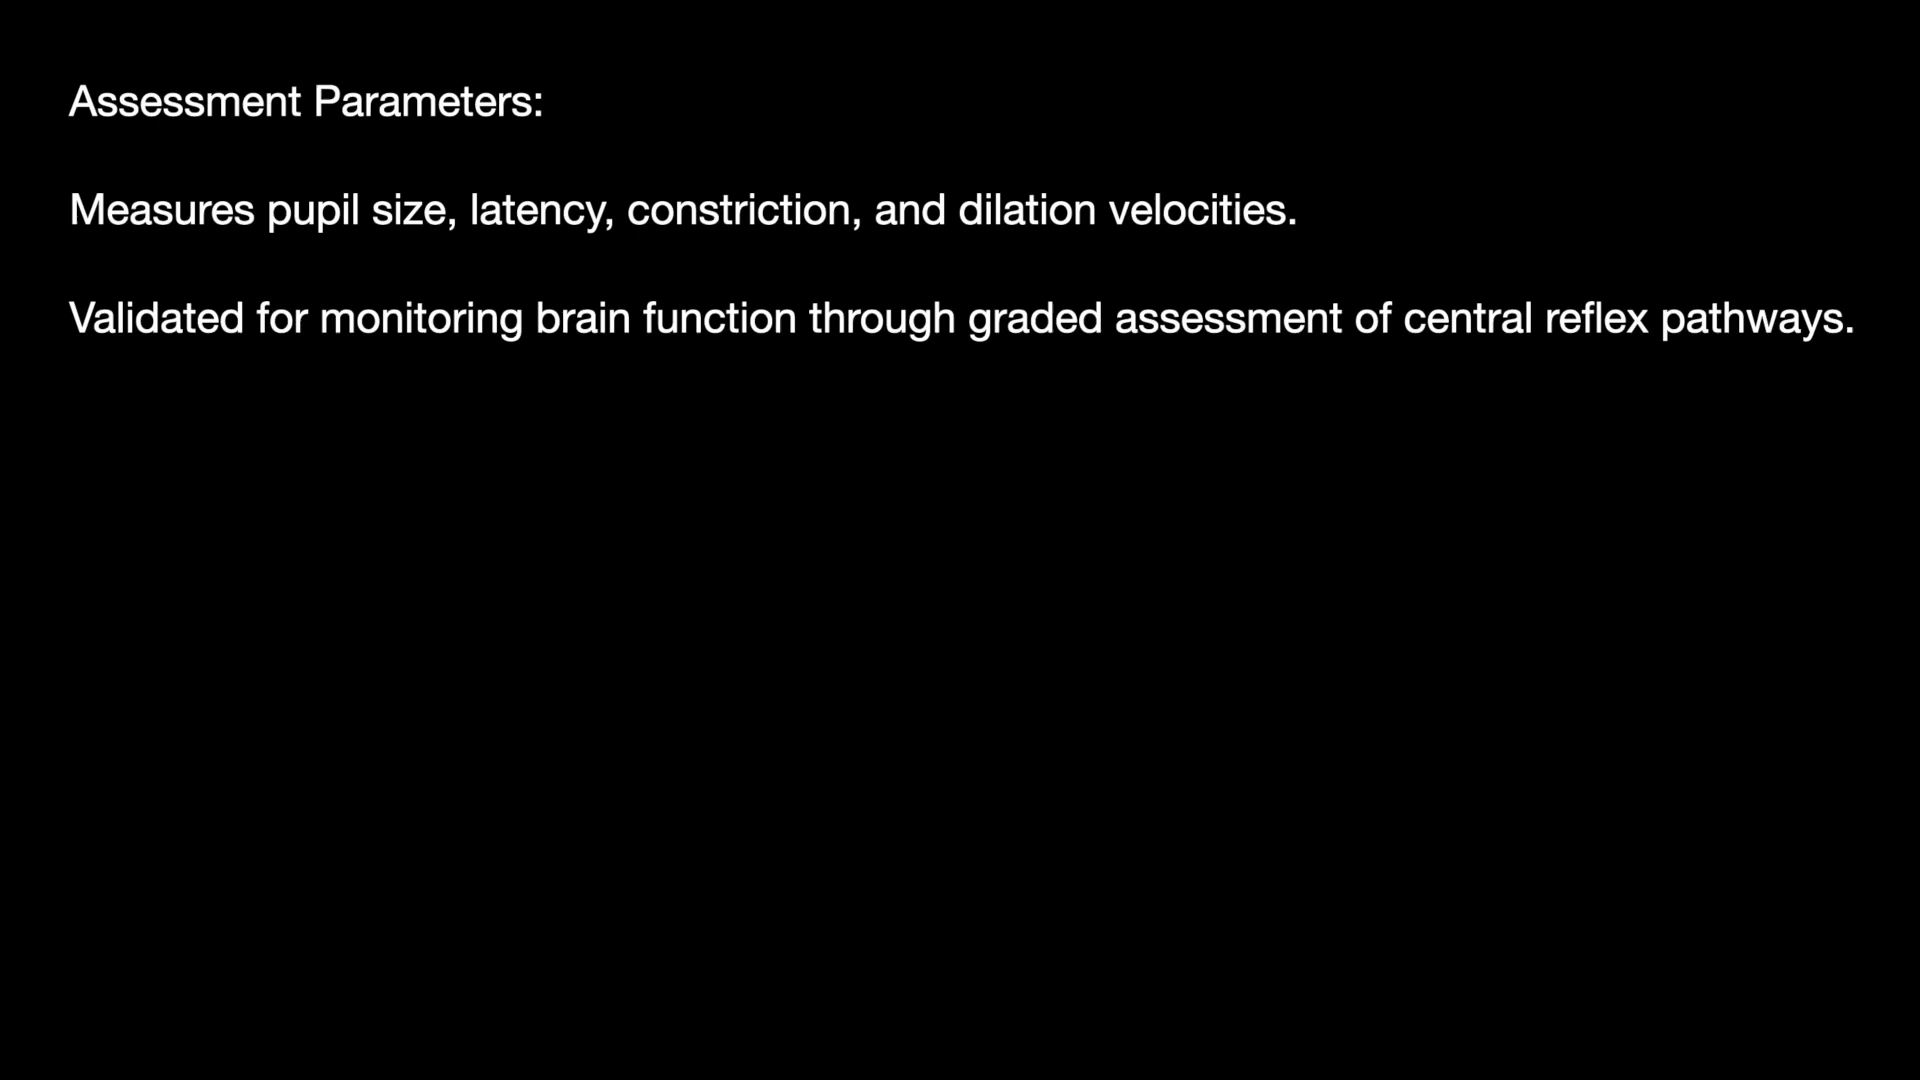 Assessment Parameters:
Measures pupil size, latency, constriction, and dilation velocities.
Validated for monitoring brain function through graded assessment of central reflex pathways.